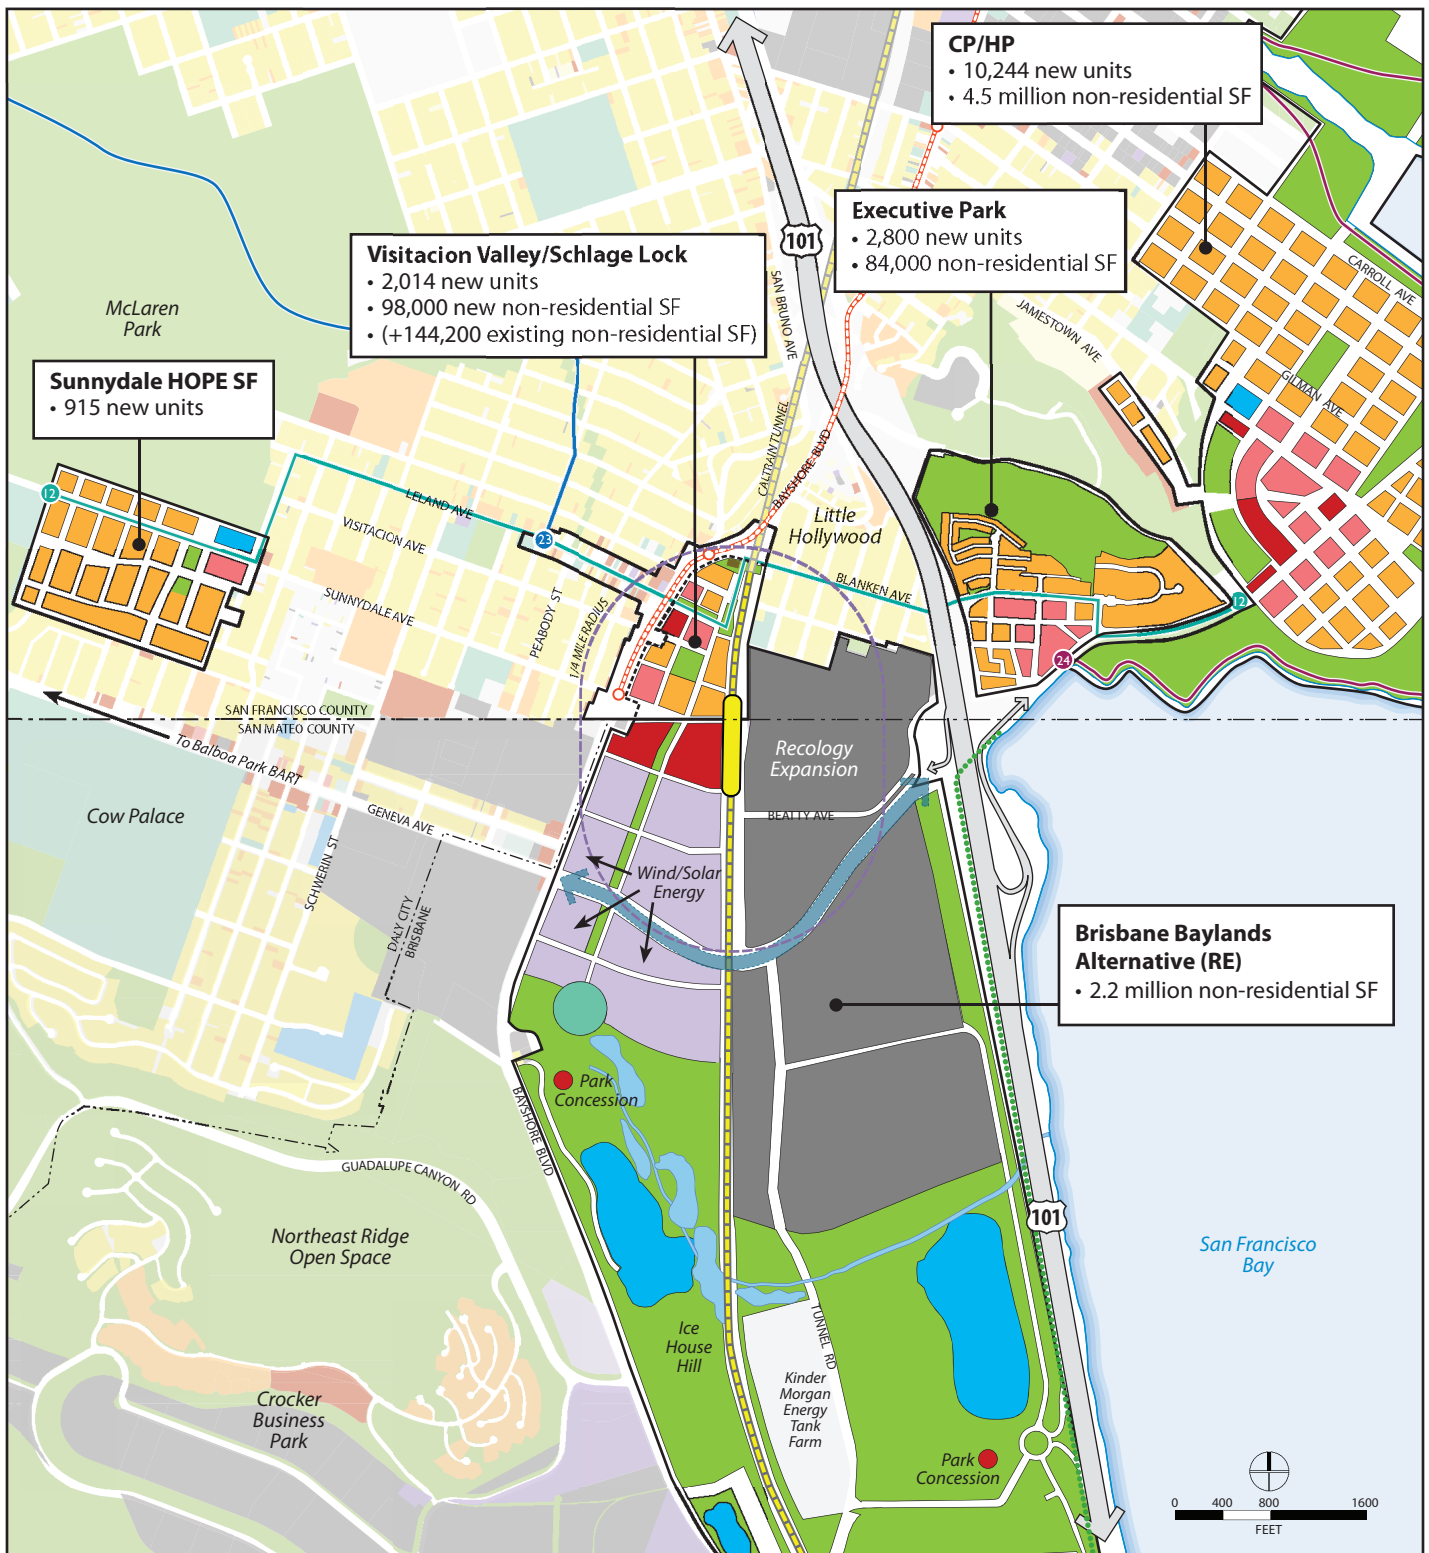 CP/HP
• 10,244 new units
• 4.5 million non-residential SF
Executive Park
• 2,800 new units
• 84,000 non-residential SF
Visitacion Valley/Schlage Lock
• 2,014 new units
• 98,000 new non-residential SF
• (+144,200 existing non-residential SF)
Sunnydale HOPE SF
• 915 new units
McLaren
Park
101
SAN BRUNO AVE
CARROLL AVE
JAMESTOWN AVE
GILMAN AVE
CALTRAIN TUNNEL
BAYSHORE BLVD
Little
Hollywood
12
LELAND AVE
VISITACION AVE
23
SUNNYDALE AVE
PEABODY ST
1/4 MILE RADIUS
BLANKEN AVE
12
24
SAN FRANCISCO COUNTY
SAN MATEO COUNTY
To Balboa Park BART
Recology
Expansion
BEATTY AVE
Cow Palace
GENEVA AVE
SCHWERIN ST
DALY CITY
BRISBANE
Wind/Solar
Energy
Brisbane Baylands
Alternative (RE)
• 2.2 million non-residential SF
Park
Concession
BAYSHORE BLVD
GUADALUPE CANYON RD
Northeast Ridge
Open Space
101
San Francisco
Bay
Ice
House
Hill
TUNNEL RD
Kinder
Morgan
Energy
Tank
Farm
Crocker
Business
Park
Park
Concession
0 400 800 1600
FEET